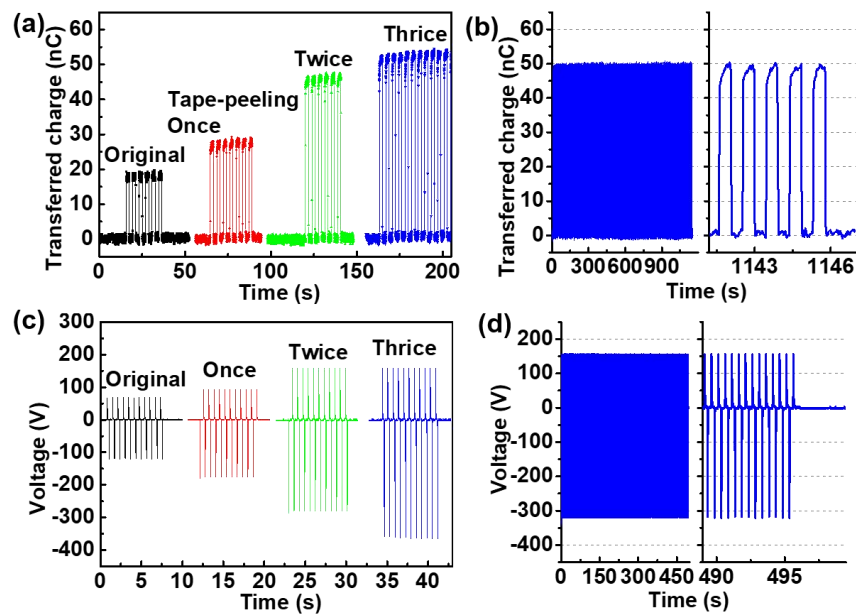 (a)
Transferred charge (nC)
60
50
40
30
20
10
0
Original
Tape-peeling
Once
Twice
Thrice
0 50 100 150 200
Time (s)
(b)
Transferred charge (nC)
60
50
40
30
20
10
0
0 300 600 900 1143 1146
Time (s)
(c)
Voltage (V)
300
200
100
0
-100
-200
-300
-400
Original
Once
Twice
Thrice
0 5 10 15 20 25 30 35 40
Time (s)
(d)
Voltage (V)
200
100
0
-100
-200
-300
-400
0 150 300 450 490 495
Time (s)